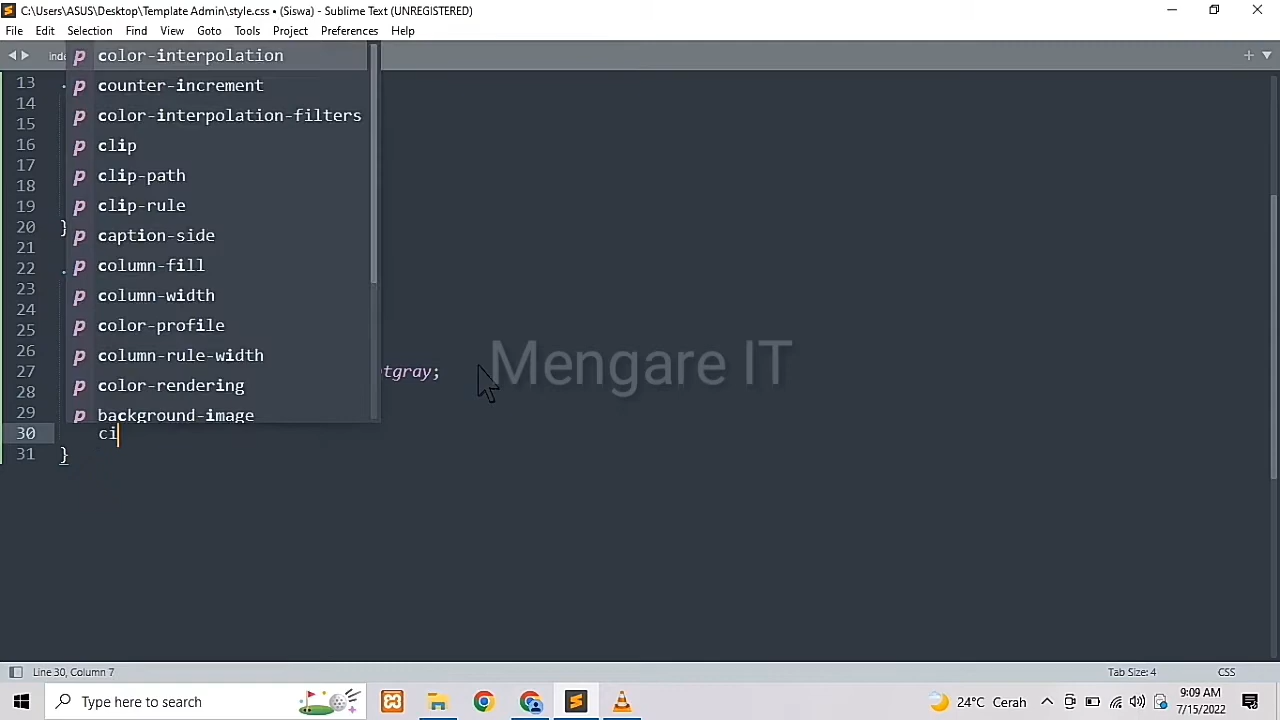 C:\Users\ASUS\Desktop\Template Admin\style.css • (Siswa) - Sublime Text (UNREGISTERED)
File Edit Selection Find View Goto Tools Project Preferences Help
inde
p color-interpolation
p counter-increment
p color-interpolation-filters
p clip
p clip-path
p clip-rule
p caption-side
p column-fill
p column-width
p color-profile
p column-rule-width
p color-rendering
p background-image
13 .
14
15
16
17
18
19
20 }
21
22 .
23
24
25
26
27 tgray;
28
29
30 ci
31 }
Mengare IT
Line 30, Column 7
Tab Size: 4 CSS
Type here to search
24°C Cerah
9:09 AM
7/15/2022